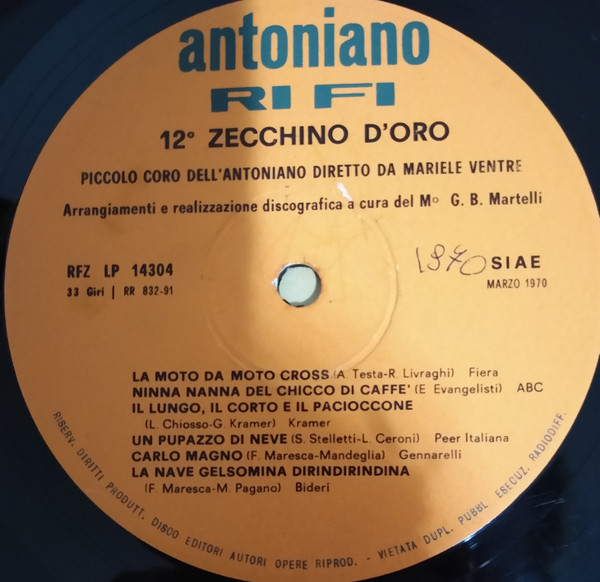 antoniano
RI FI
12° ZECCHINO D'ORO
PICCOLO CORO DELL'ANTONIANO DIRETTO DA MARIELE VENTRE
Arrangiamenti e realizzazione discografica a cura del M° G. B. Martelli
RFZ LP 14304
33 Giri | RR 832-91
1970 SIAE
MARZO 1970
LA MOTO DA MOTO CROSS (A. Testa-R. Livraghi) Fiera
NINNA NANNA DEL CHICCO DI CAFFE' (E. Evangelisti) ABC
IL LUNGO, IL CORTO E IL PACIOCCONE
(L. Chiosso-G. Kramer) Kramer
UN PUPAZZO DI NEVE (S. Stelletti-L. Ceroni) Peer Italiana
CARLO MAGNO (F. Maresca-Mandeglia) Gennarelli
LA NAVE GELSOMINA DIRINDIRINDINA
(F. Maresca-M. Pagano) Bideri
RISERV. DIRITTI PRODUTT. DISCO EDITORI AUTORI OPERE RIPROD. - VIETATA DUPL. PUBBL. ESECUZ. RADIODIFF.